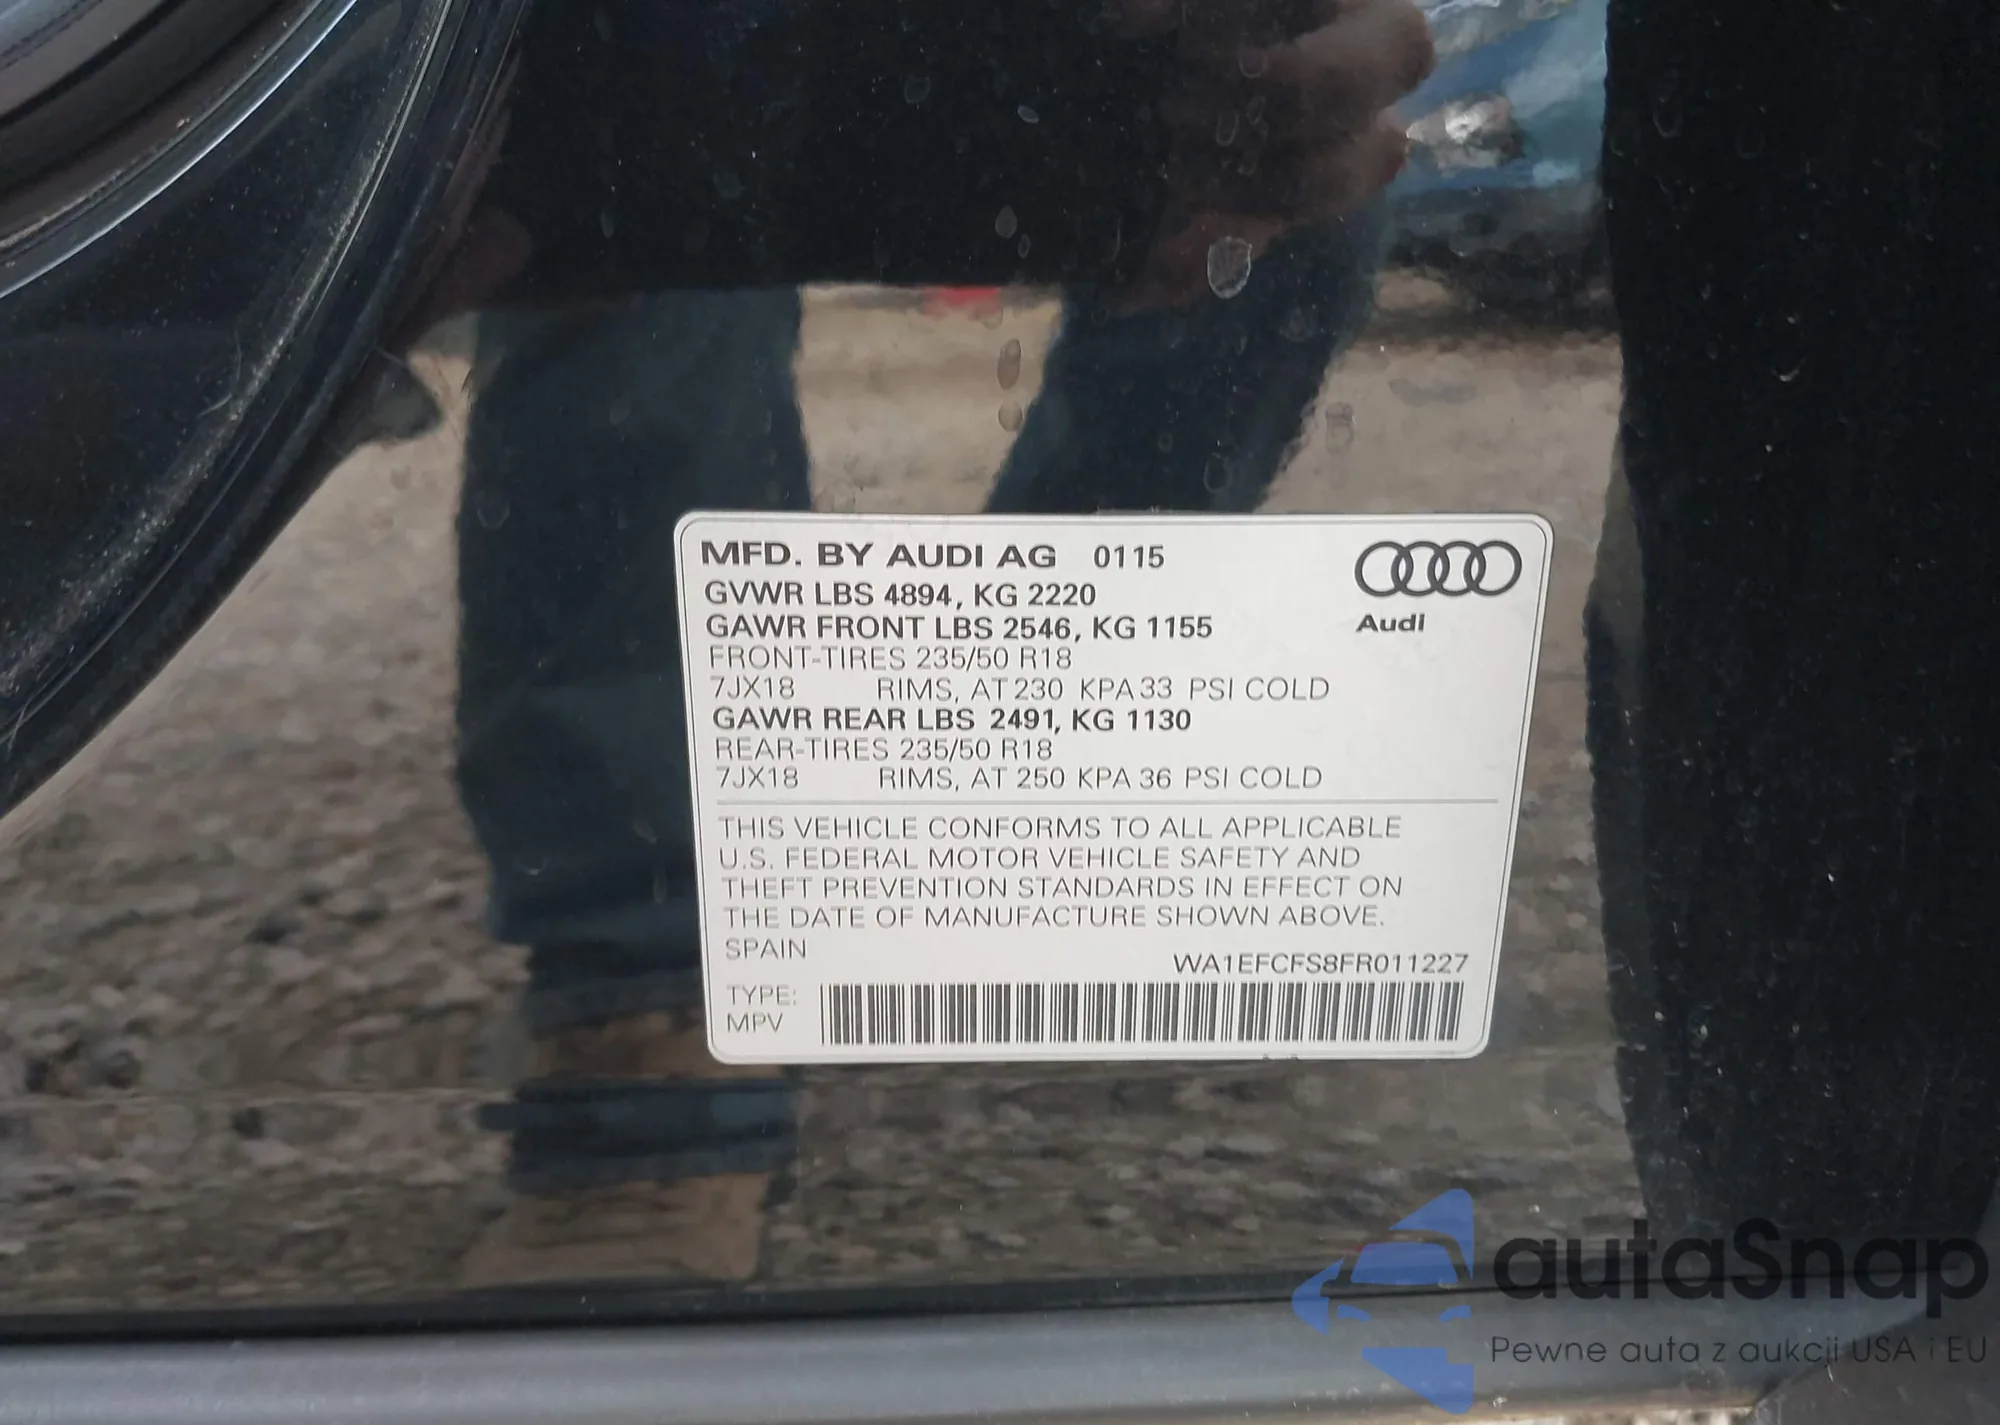 MFD. BY AUDI AG 0115
GVWR LBS 4894, KG 2220
GAWR FRONT LBS 2546, KG 1155
Audi
FRONT-TIRES 235/50 R18
7JX18 RIMS, AT 230 KPA 33 PSI COLD
GAWR REAR LBS 2491, KG 1130
REAR-TIRES 235/50 R18
7JX18 RIMS, AT 250 KPA 36 PSI COLD
THIS VEHICLE CONFORMS TO ALL APPLICABLE
U.S. FEDERAL MOTOR VEHICLE SAFETY AND
THEFT PREVENTION STANDARDS IN EFFECT ON
THE DATE OF MANUFACTURE SHOWN ABOVE.
SPAIN
WA1EFCFS8FR011227
TYPE:
MPV
autaSnap
Pewne auta z aukcji USA i EU